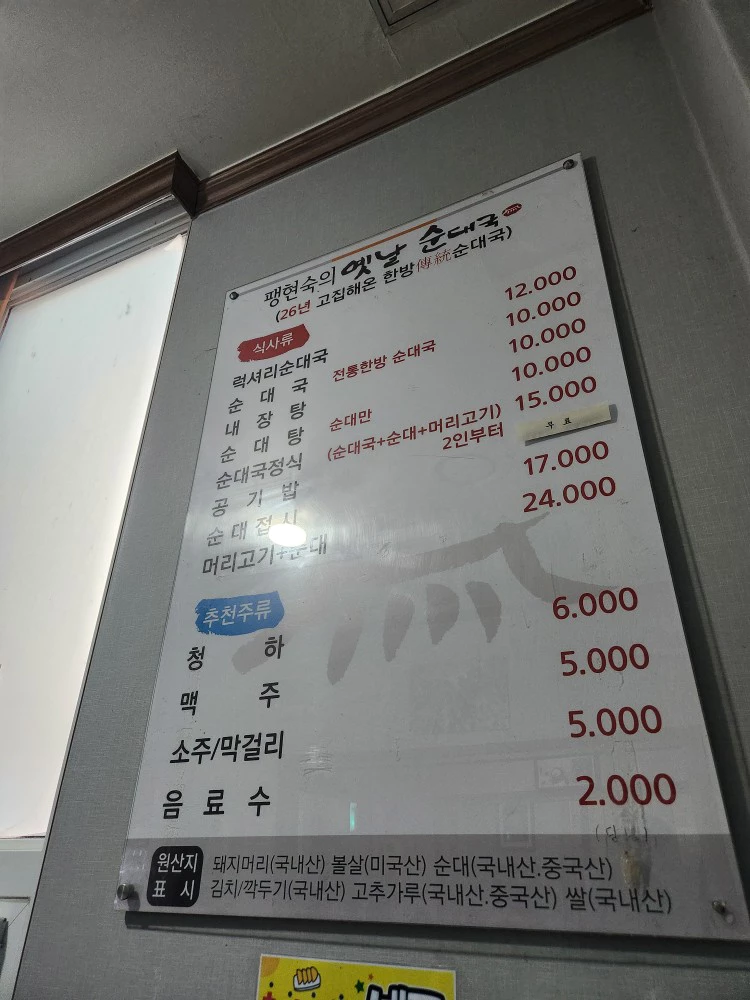 팽현숙의 옛날 순대국
(26년 고집해온 한방傳統순대국)
식사류
럭셔리순대국 12.000
순대국 전통한방 순대국 10.000
내장탕 10.000
순대탕 순대만 10.000
순대국정식 (순대국+순대+머리고기) 2인부터 15.000
공기밥 무료
순대접시 17.000
머리고기+순대 24.000
추천주류
청하 6.000
맥주 5.000
소주/막걸리 5.000
음료수 2.000
원산지 표시
돼지머리(국내산) 볼살(미국산) 순대(국내산.중국산)
김치/깍두기(국내산) 고추가루(국내산.중국산) 쌀(국내산)